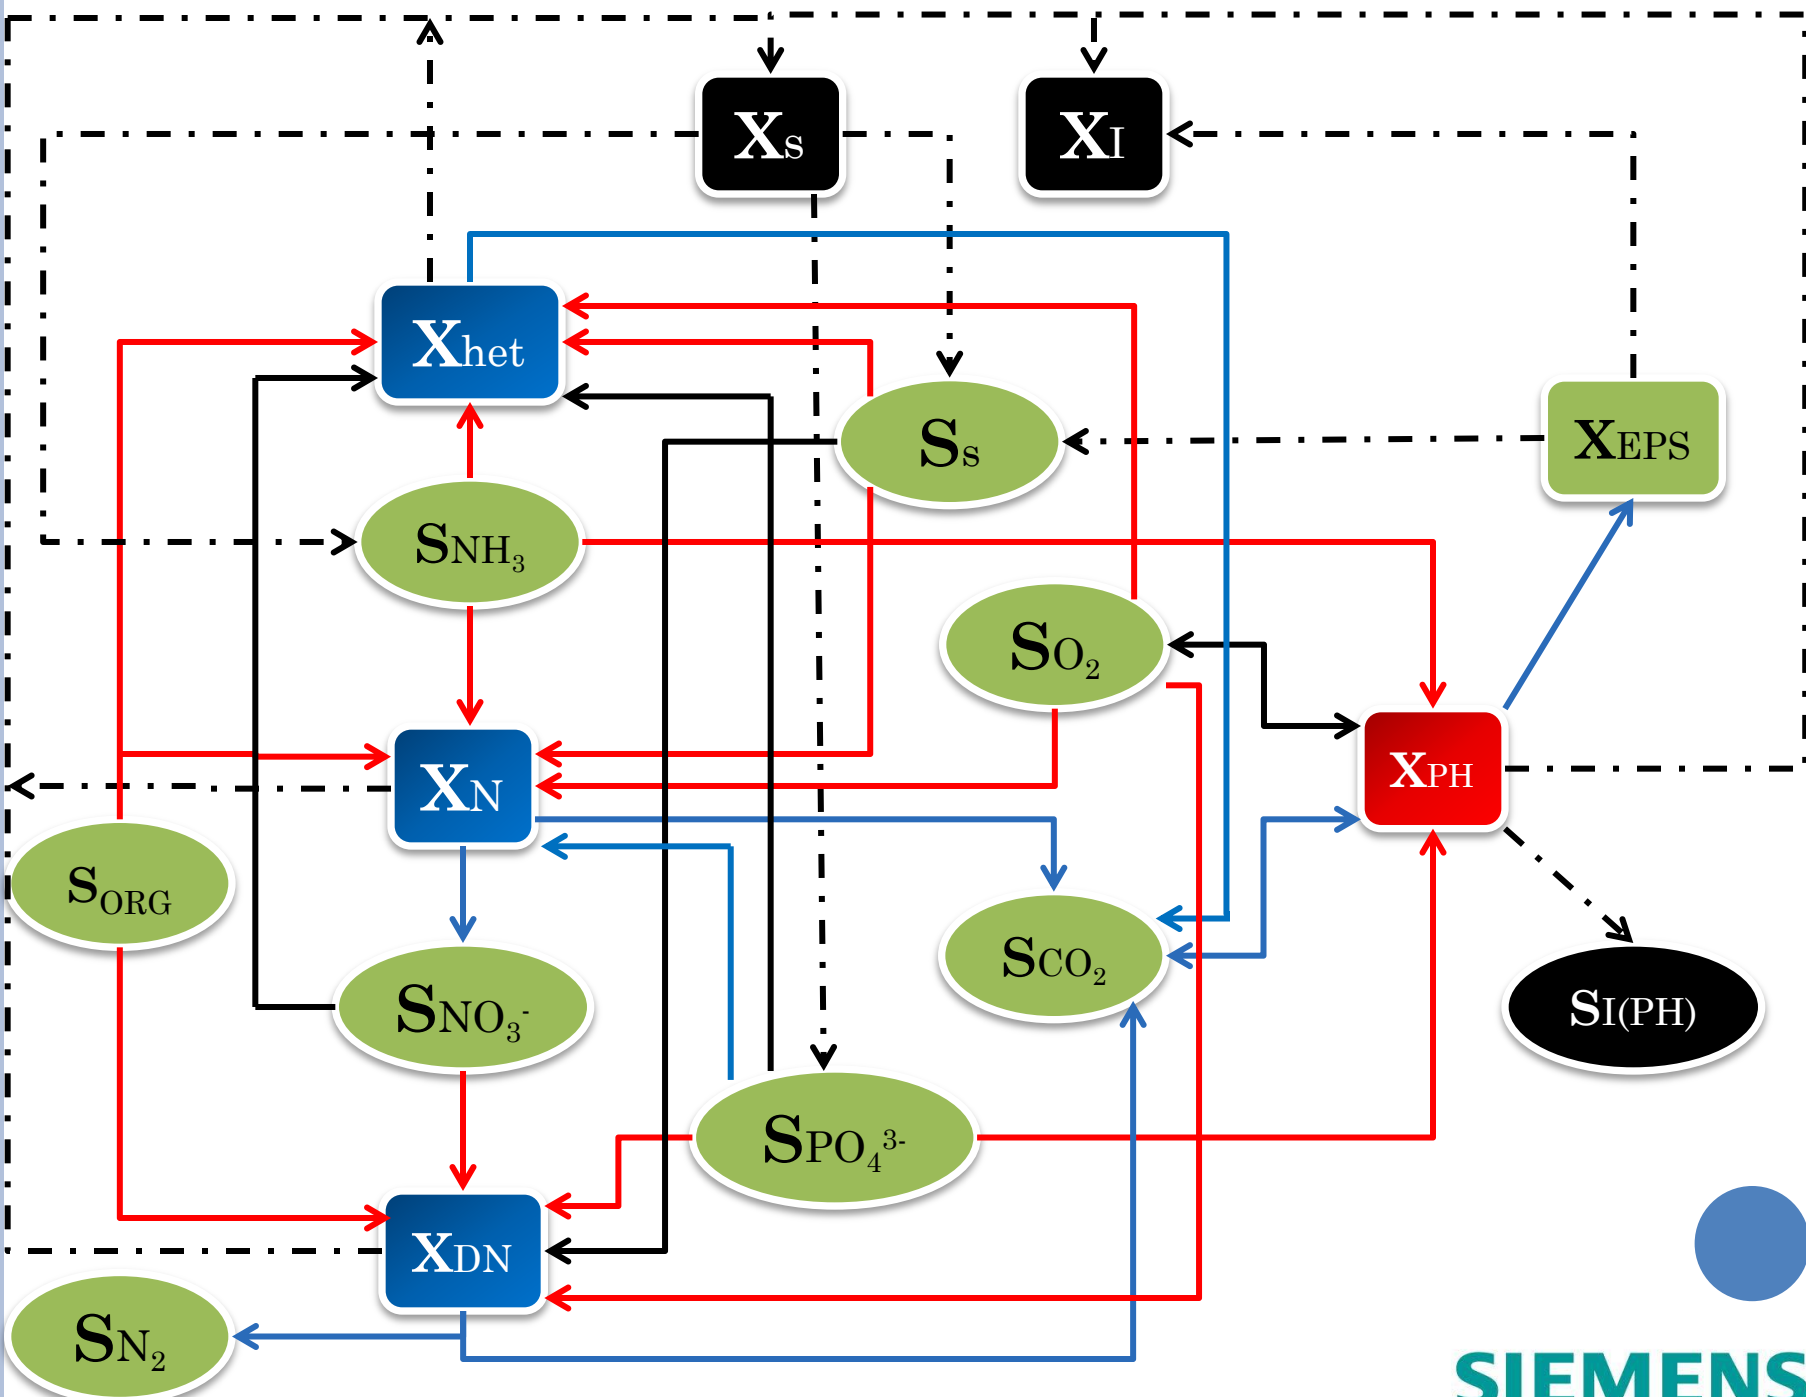 Xs
XI
Xhet
Ss
XEPS
SNH₃
SO₂
XN
XPH
SORG
SCO₂
SNO₃⁻
SI(PH)
SPO₄³⁻
XDN
SN₂
SIEMENS